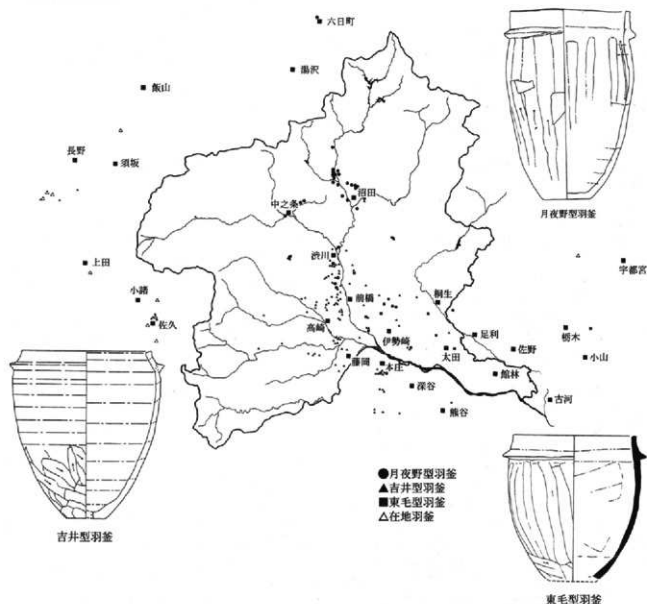 六日町
湯沢
飯山
長野
須坂
沼田
中之条
月夜野型羽釜
上田
渋川
宇都宮
小諸
前橋
桐生
佐久
高崎
伊勢崎
足利
栃木
佐野
小山
藤岡
本庄
太田
館林
深谷
古河
熊谷
●月夜野型羽釜
▲吉井型羽釜
■東毛型羽釜
△在地羽釜
吉井型羽釜
東毛型羽釜